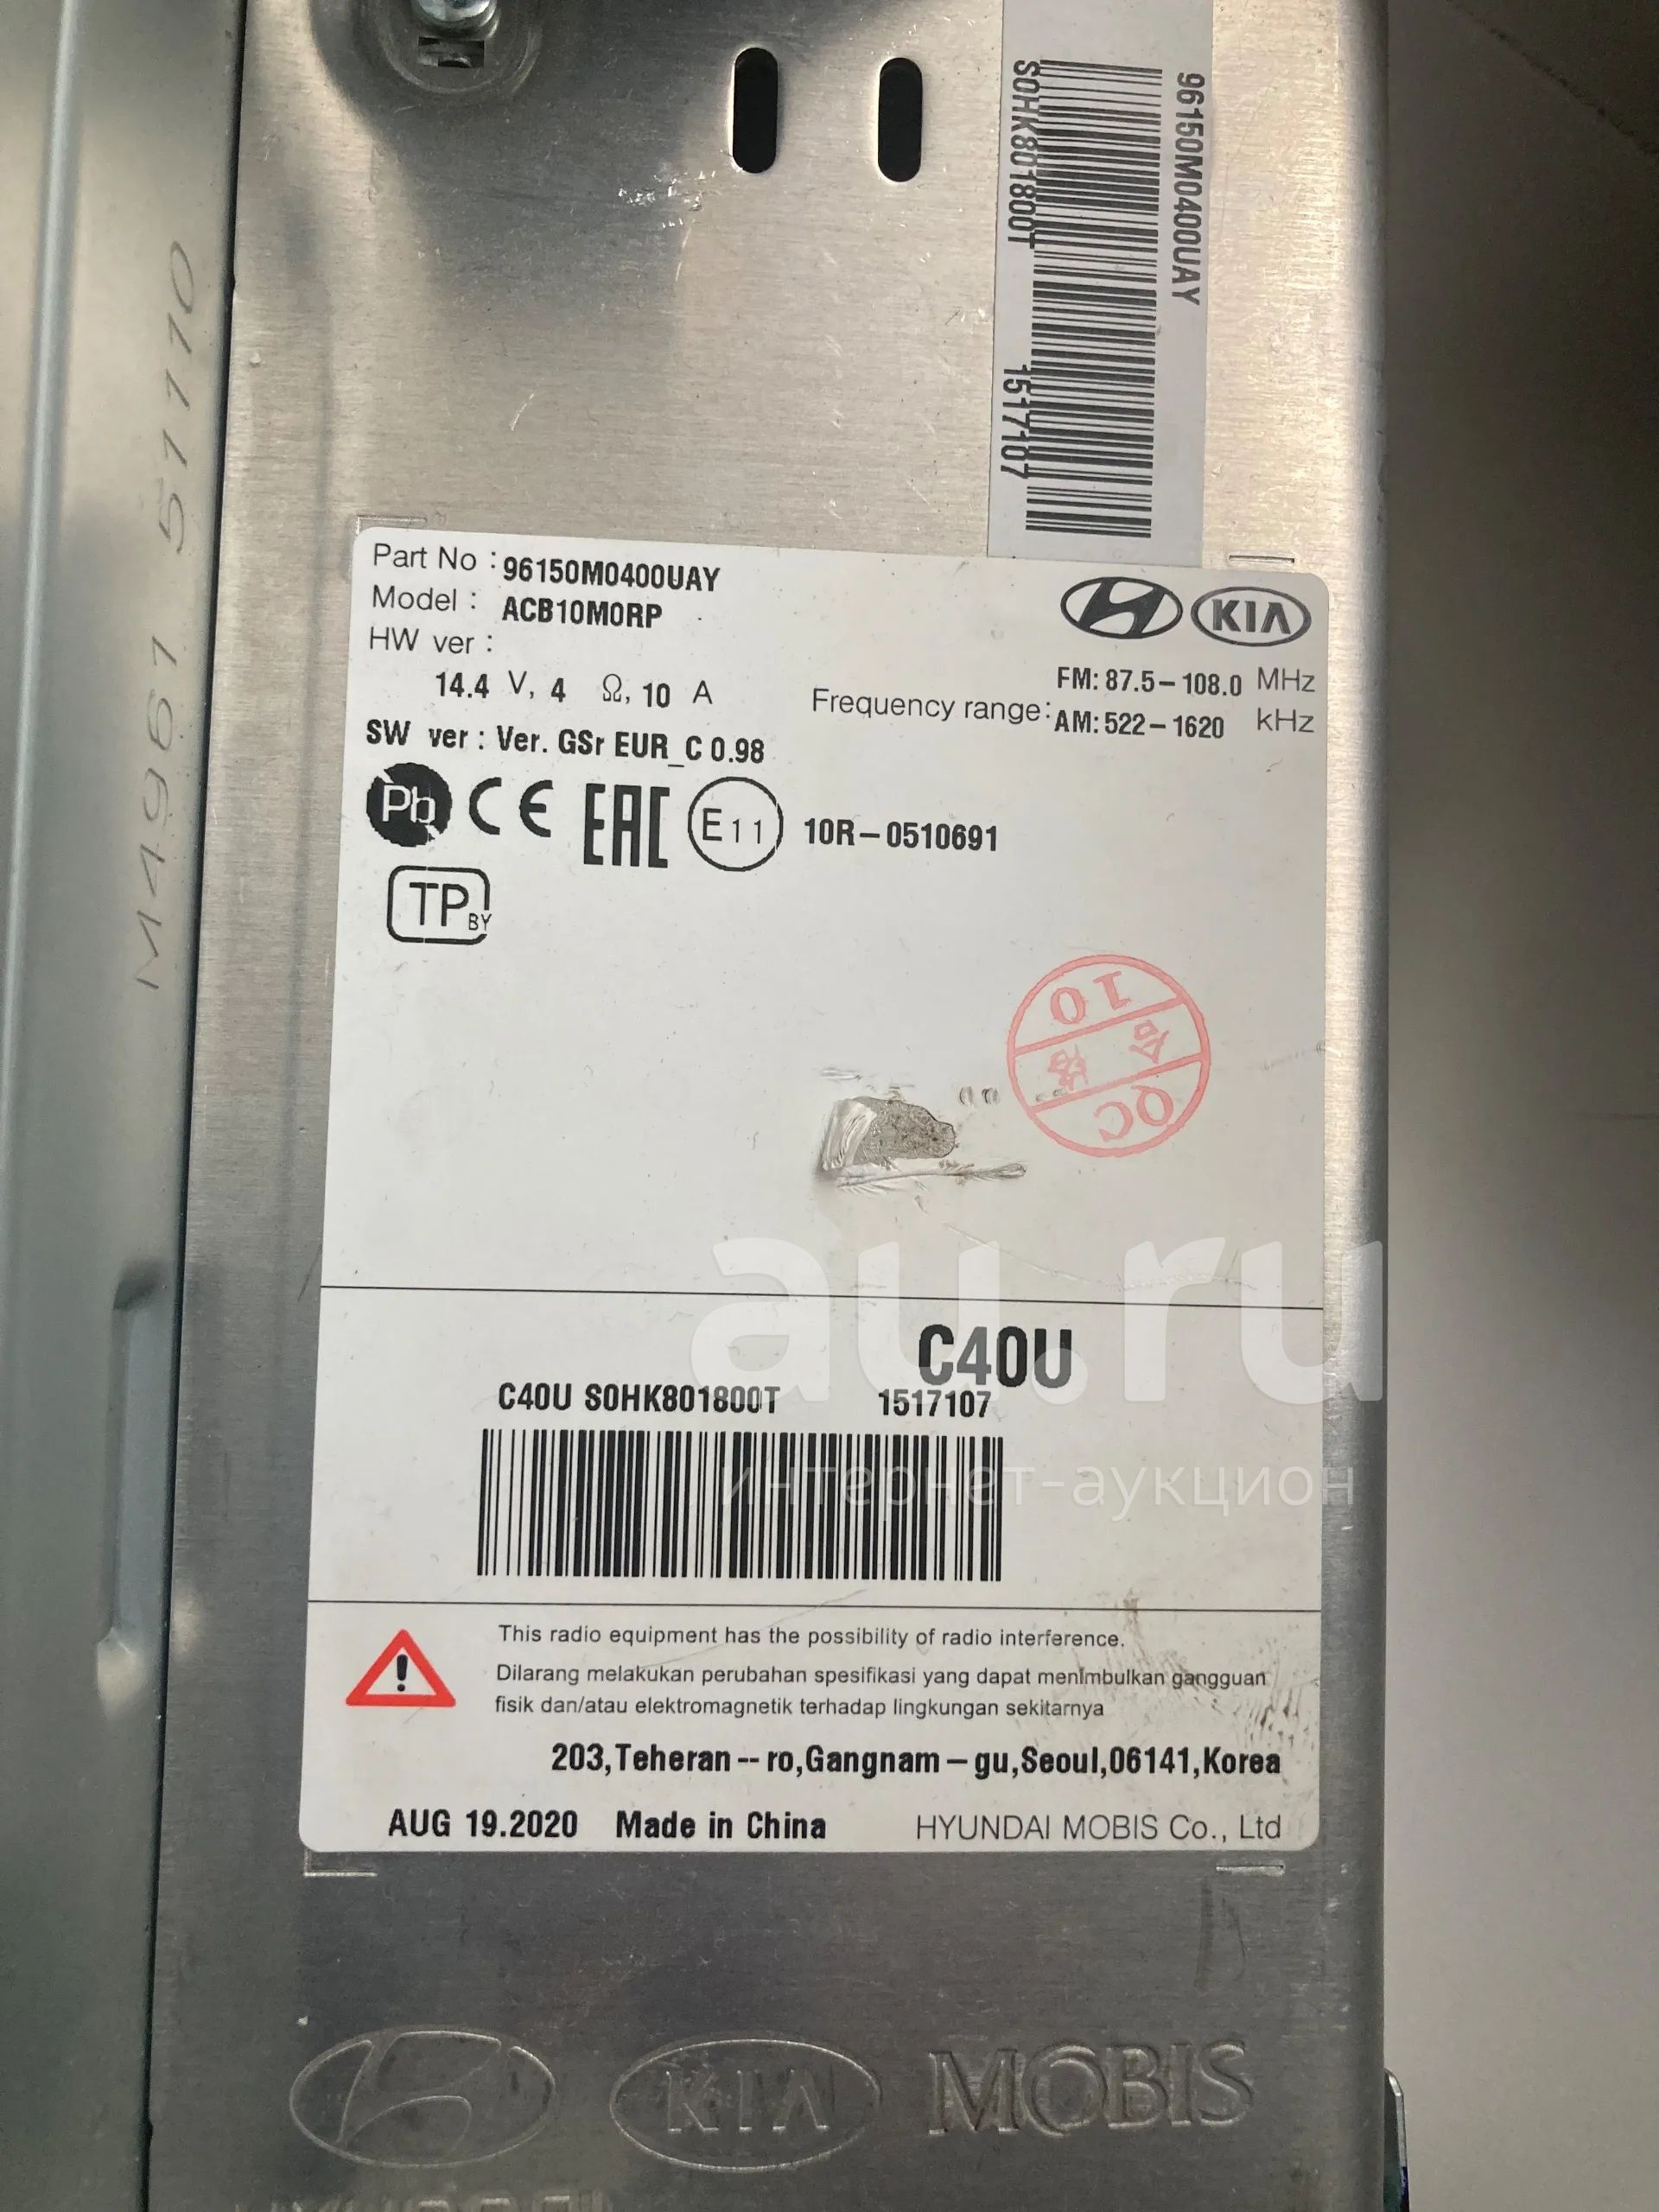 96150M0400UAY
S0HK801800T 1517107
M4961 51110
Part No : 96150M0400UAY
Model : ACB10M0RP
HW ver :
14.4 V, 4 Ω, 10 A
SW ver : Ver. GSr EUR_C 0.98
KIA
FM: 87.5–108.0 MHz
Frequency range:
AM: 522–1620 kHz
Pb CE EAC E11 10R–0510691
TP BY
10
合格
QC
au.ru
C40U
C40U S0HK801800T 1517107
интернет-аукцион
This radio equipment has the possibility of radio interference.
Dilarang melakukan perubahan spesifikasi yang dapat menimbulkan gangguan
fisik dan/atau elektromagnetik terhadap lingkungan sekitarnya
203,Teheran--ro,Gangnam–gu,Seoul,06141,Korea
AUG 19.2020 Made in China HYUNDAI MOBIS Co., Ltd
KIA MOBIS